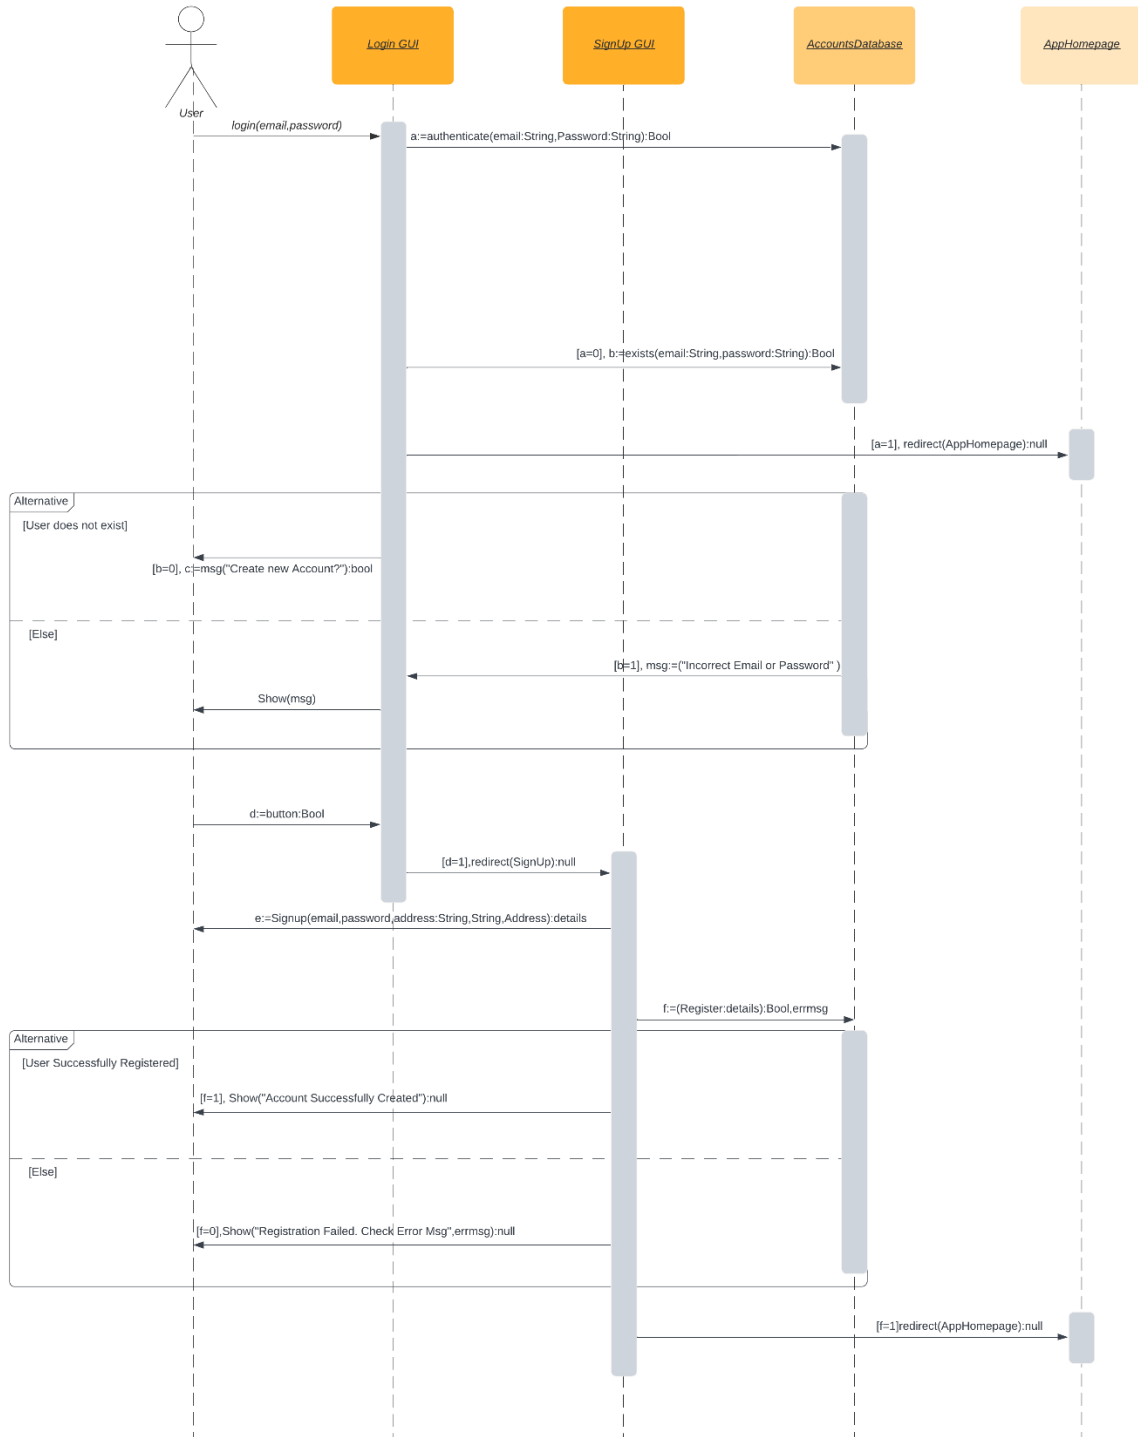 Login GUI
SignUp GUI
AccountsDatabase
AppHomepage
User
login(email,password)
a:=authenticate(email:String,Password:String):Bool
[a=0], b:=exists(email:String,password:String):Bool
[a=1], redirect(AppHomepage):null
Alternative
[User does not exist]
[b=0], c:=msg("Create new Account?"):bool
[Else]
[b=1], msg:=("Incorrect Email or Password" )
Show(msg)
d:=button:Bool
[d=1],redirect(SignUp):null
e:=Signup(email,password,address:String,String,Address):details
f:=(Register:details):Bool,errmsg
Alternative
[User Successfully Registered]
[f=1], Show("Account Successfully Created"):null
[Else]
[f=0],Show("Registration Failed. Check Error Msg",errmsg):null
[f=1]redirect(AppHomepage):null